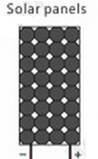 Solar panels
− +